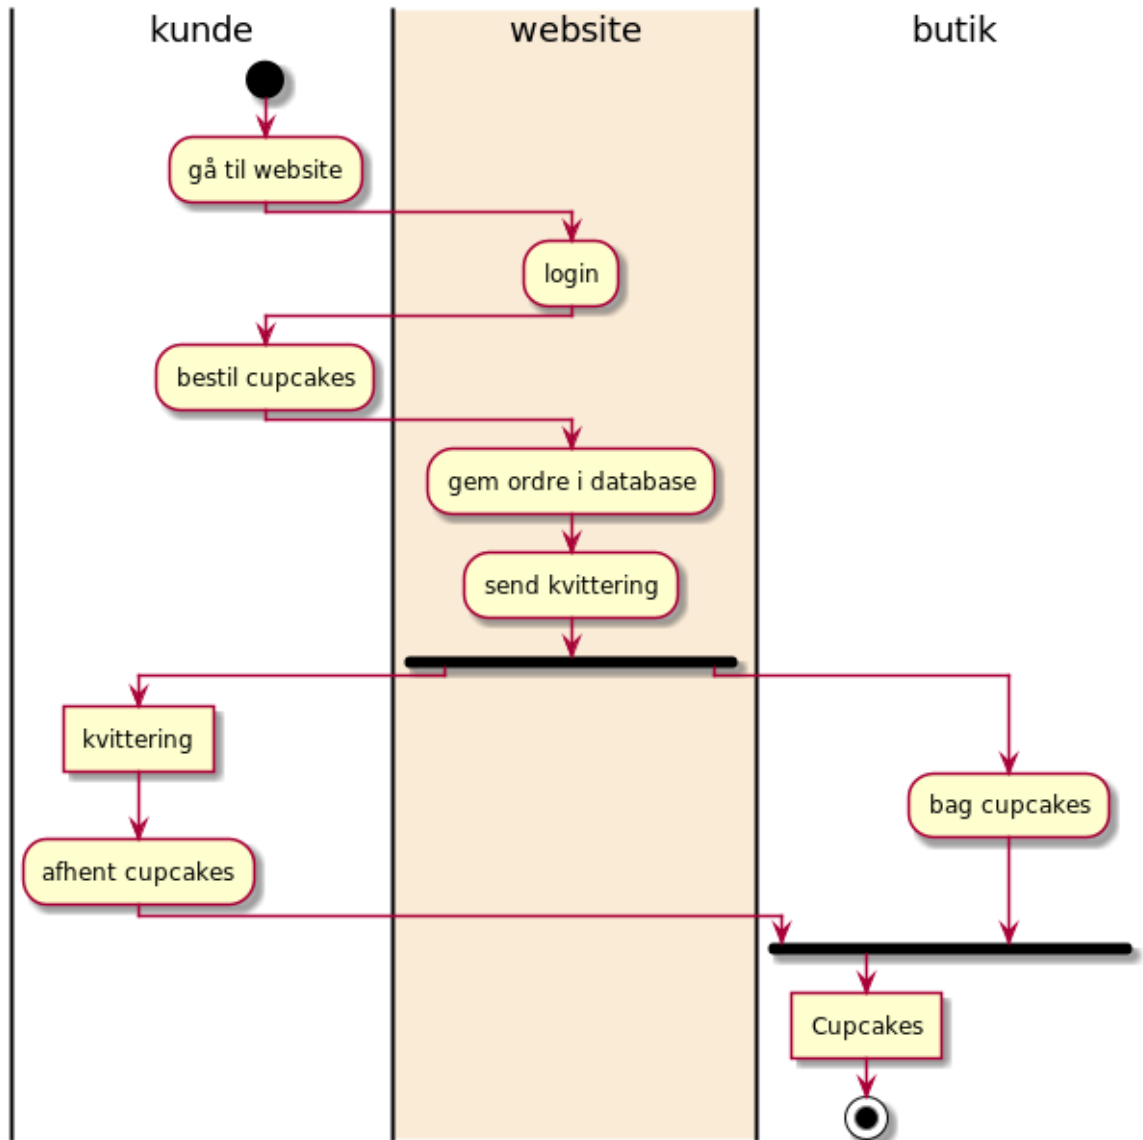 kunde
website
butik
gå til website
login
bestil cupcakes
gem ordre i database
send kvittering
kvittering
bag cupcakes
afhent cupcakes
Cupcakes